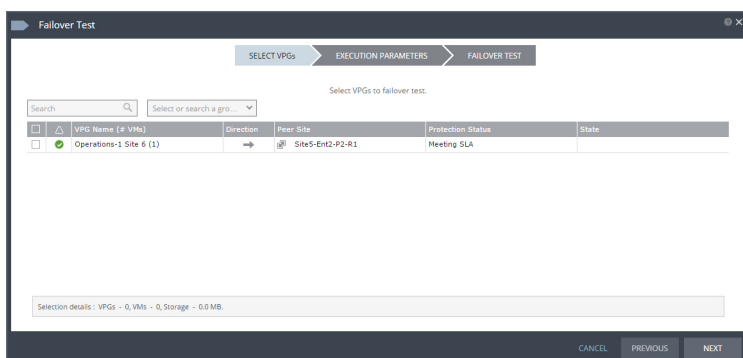 Failover Test
SELECT VPGs EXECUTION PARAMETERS FAILOVER TEST
Select VPGs to failover test.
Search Select or search a gro...
VPG Name (# VMs) Direction Peer Site Protection Status State
Operations-1 Site 6 (1) Site5-Ent2-P2-R1 Meeting SLA
Selection details : VPGs - 0, VMs - 0, Storage - 0.0 MB.
CANCEL PREVIOUS NEXT